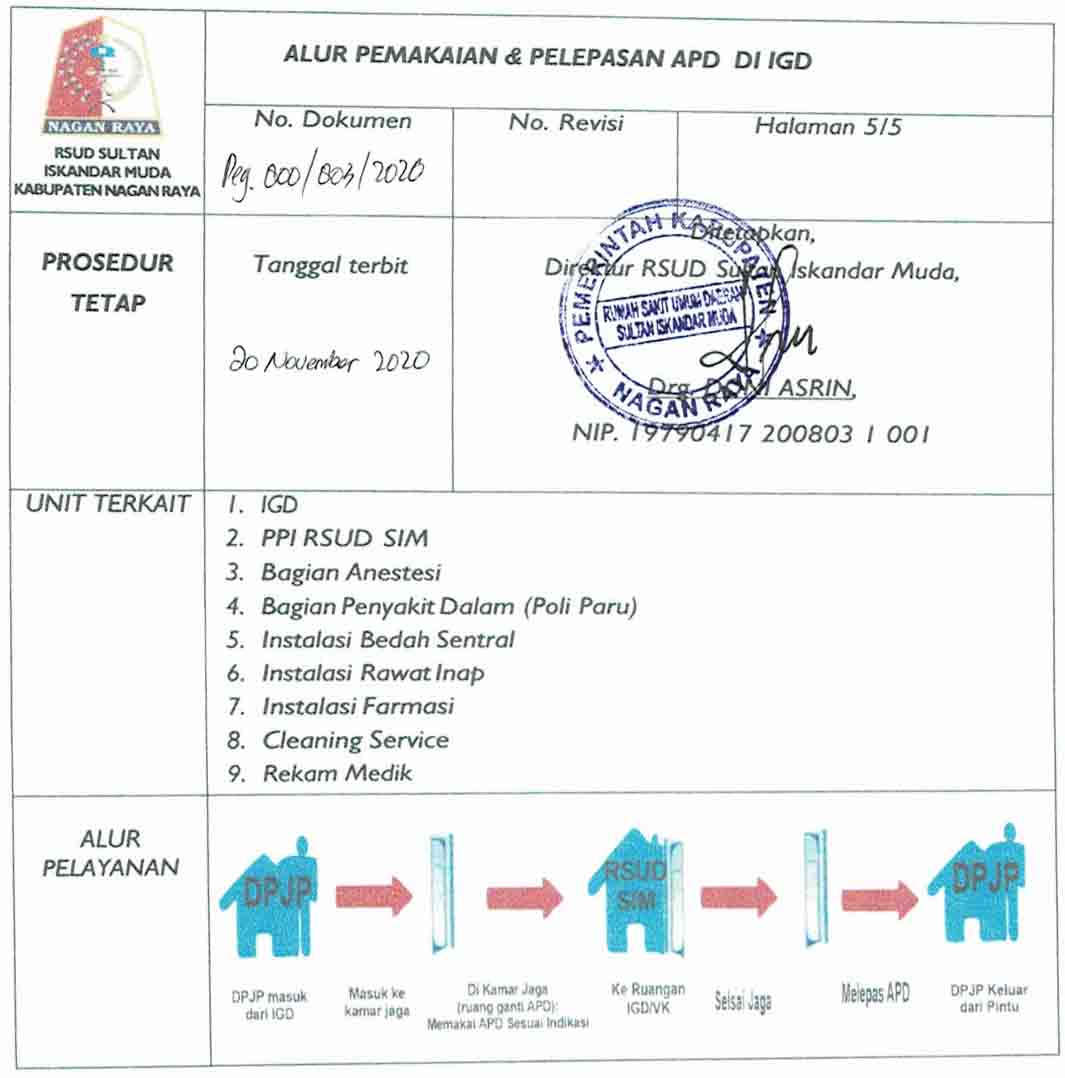 NAGAN RAYA
RSUD SULTAN
ISKANDAR MUDA
KABUPATEN NAGAN RAYA
ALUR PEMAKAIAN & PELEPASAN APD DI IGD
No. Dokumen
Peg. 800/003/2020
No. Revisi
Halaman 5/5
PROSEDUR
TETAP
Tanggal terbit
20 November 2020
Ditetapkan,
Direktur RSUD Sultan Iskandar Muda,
Drg. ASRIN,
NIP. 19790417 200803 1 001
PEMERINTAH KABUPATEN
RUMAH SAKIT UMUM DAERAH
SULTAN ISKANDAR MUDA
NAGAN RAYA
UNIT TERKAIT
1. IGD
2. PPI RSUD SIM
3. Bagian Anestesi
4. Bagian Penyakit Dalam (Poli Paru)
5. Instalasi Bedah Sentral
6. Instalasi Rawat Inap
7. Instalasi Farmasi
8. Cleaning Service
9. Rekam Medik
ALUR
PELAYANAN
DPJP
RSUD
SIM
DPJP
DPJP masuk
dari IGD
Masuk ke
kamar jaga
Di Kamar Jaga
(ruang ganti APD):
Memakai APD Sesuai Indikasi
Ke Ruangan
IGD/VK
Selsai Jaga
Melepas APD
DPJP Keluar
dari Pintu